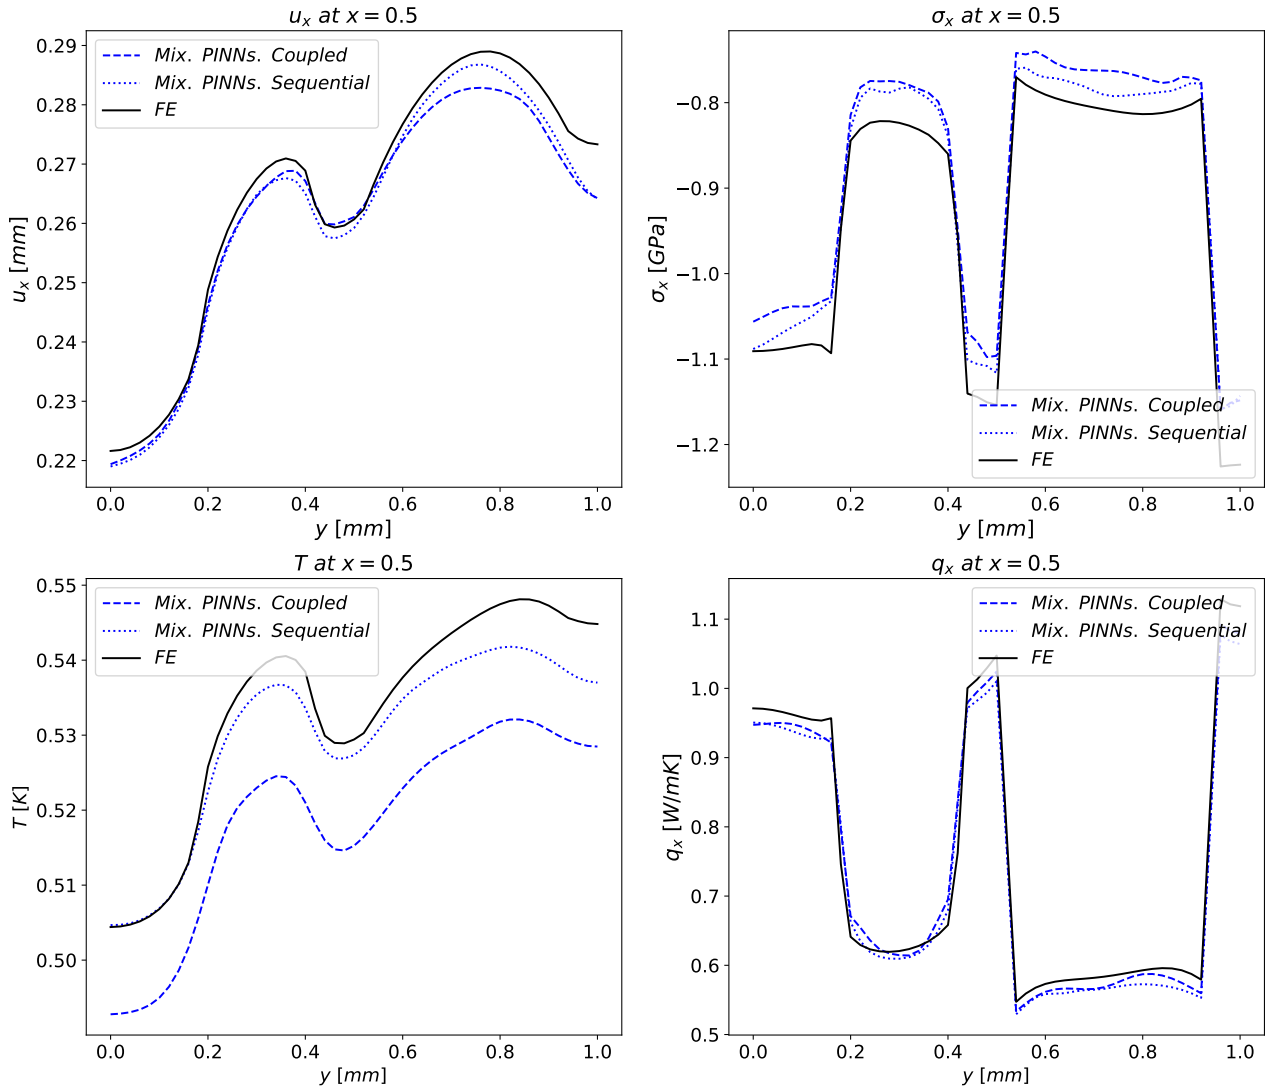 u_x at x = 0.5
0.29
0.28
0.27
0.26
0.25
0.24
0.23
0.22
u_x [mm]
Mix. PINNs. Coupled
Mix. PINNs. Sequential
FE
0.0 0.2 0.4 0.6 0.8 1.0
y [mm]
σ_x at x = 0.5
−0.8
−0.9
−1.0
−1.1
−1.2
σ_x [GPa]
Mix. PINNs. Coupled
Mix. PINNs. Sequential
FE
0.0 0.2 0.4 0.6 0.8 1.0
y [mm]
T at x = 0.5
0.55
0.54
0.53
0.52
0.51
0.50
T [K]
Mix. PINNs. Coupled
Mix. PINNs. Sequential
FE
0.0 0.2 0.4 0.6 0.8 1.0
y [mm]
q_x at x = 0.5
1.1
1.0
0.9
0.8
0.7
0.6
0.5
q_x [W/mK]
Mix. PINNs. Coupled
Mix. PINNs. Sequential
FE
0.0 0.2 0.4 0.6 0.8 1.0
y [mm]